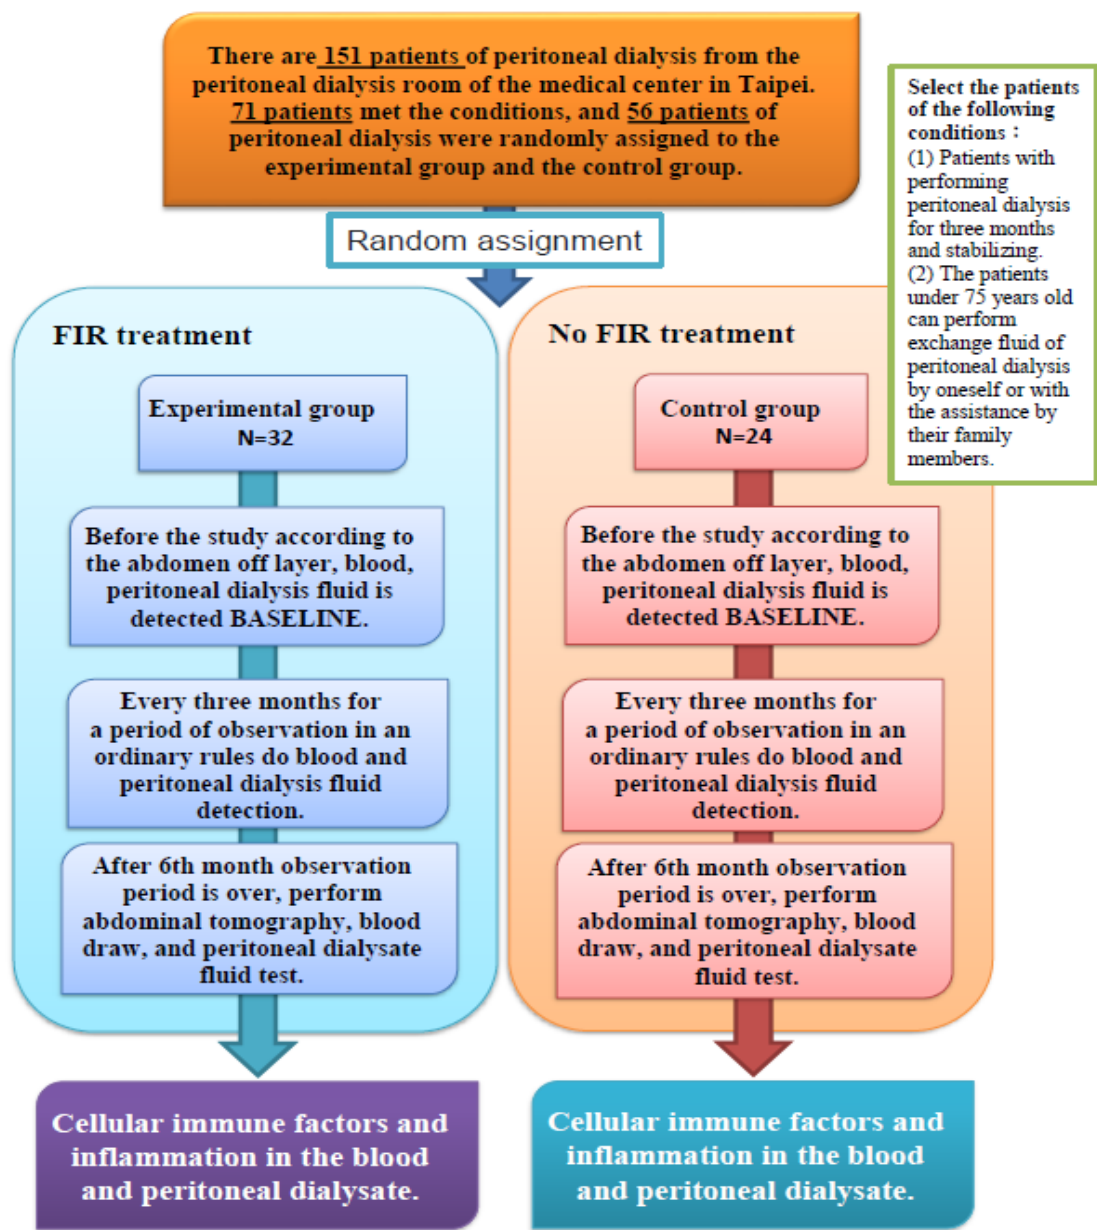 There are 151 patients of peritoneal dialysis from the
peritoneal dialysis room of the medical center in Taipei.
71 patients met the conditions, and 56 patients of
peritoneal dialysis were randomly assigned to the
experimental group and the control group.
Select the patients
of the following
conditions：
(1) Patients with
performing
peritoneal dialysis
for three months
and stabilizing.
(2) The patients
under 75 years old
can perform
exchange fluid of
peritoneal dialysis
by oneself or with
the assistance by
their family
members.
Random assignment
FIR treatment
Experimental group
N=32
Before the study according to
the abdomen off layer, blood,
peritoneal dialysis fluid is
detected BASELINE.
Every three months for
a period of observation in an
ordinary rules do blood and
peritoneal dialysis fluid
detection.
After 6th month observation
period is over, perform
abdominal tomography, blood
draw, and peritoneal dialysate
fluid test.
Cellular immune factors and
inflammation in the blood
and peritoneal dialysate.
No FIR treatment
Control group
N=24
Before the study according to
the abdomen off layer, blood,
peritoneal dialysis fluid is
detected BASELINE.
Every three months for
a period of observation in an
ordinary rules do blood and
peritoneal dialysis fluid
detection.
After 6th month observation
period is over, perform
abdominal tomography, blood
draw, and peritoneal dialysate
fluid test.
Cellular immune factors and
inflammation in the blood
and peritoneal dialysate.